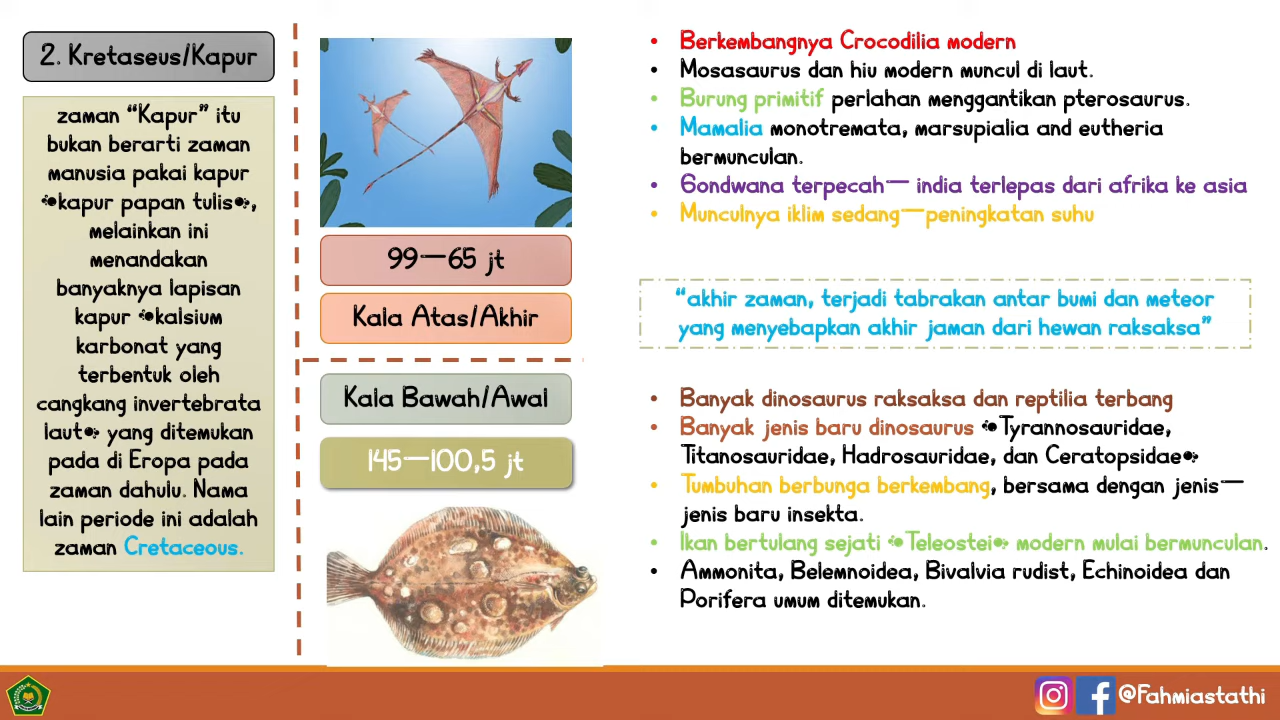 2. Kretaseus/Kapur
zaman “Kapur” itu
bukan berarti zaman
manusia pakai kapur
(kapur papan tulis),
melainkan ini
menandakan
banyaknya lapisan
kapur (kalsium
karbonat yang
terbentuk oleh
cangkang invertebrata
laut) yang ditemukan
pada di Eropa pada
zaman dahulu. Nama
lain periode ini adalah
zaman Cretaceous.
99—65 jt
Kala Atas/Akhir
Kala Bawah/Awal
145—100,5 jt
• Berkembangnya Crocodilia modern
• Mosasaurus dan hiu modern muncul di laut.
• Burung primitif perlahan menggantikan pterosaurus.
• Mamalia monotremata, marsupialia and eutheria
bermunculan.
• Gondwana terpecah— india terlepas dari afrika ke asia
• Munculnya iklim sedang—peningkatan suhu
“akhir zaman, terjadi tabrakan antar bumi dan meteor
yang menyebapkan akhir jaman dari hewan raksaksa”
• Banyak dinosaurus raksaksa dan reptilia terbang
• Banyak jenis baru dinosaurus (Tyrannosauridae,
Titanosauridae, Hadrosauridae, dan Ceratopsidae)
• Tumbuhan berbunga berkembang, bersama dengan jenis—
jenis baru insekta.
• Ikan bertulang sejati (Teleostei) modern mulai bermunculan.
• Ammonita, Belemnoidea, Bivalvia rudist, Echinoidea dan
Porifera umum ditemukan.
@Fahmiastathi